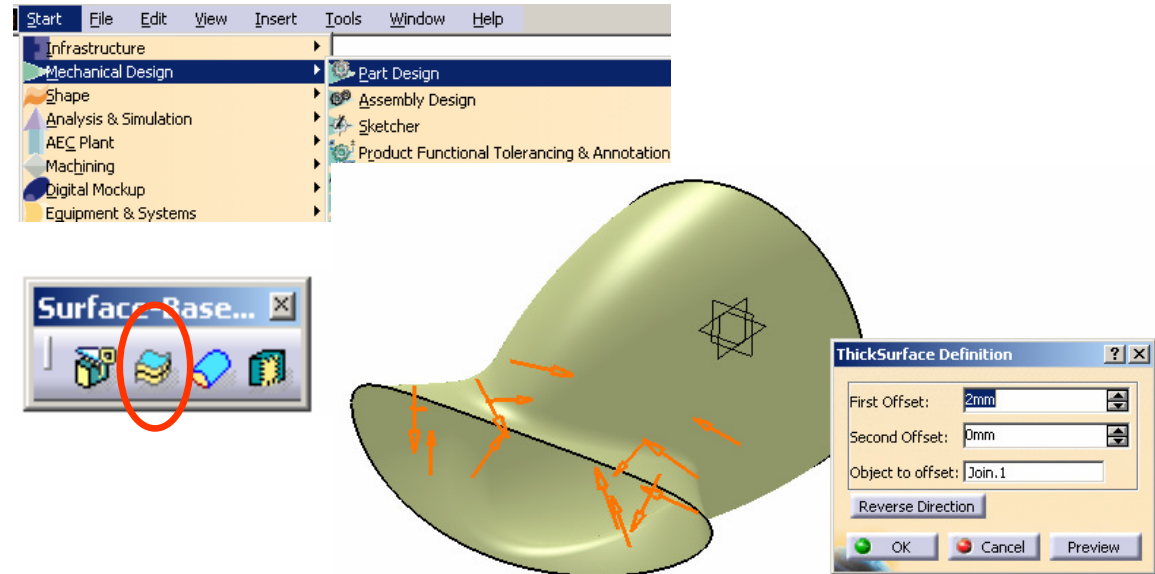 Start File Edit View Insert Tools Window Help
Infrastructure
Mechanical Design
Shape
Analysis & Simulation
AEC Plant
Machining
Digital Mockup
Equipment & Systems
Part Design
Assembly Design
Sketcher
Product Functional Tolerancing & Annotation
Surface-Base...
ThickSurface Definition
First Offset: 2mm
Second Offset: 0mm
Object to offset: Join.1
Reverse Direction
OK Cancel Preview